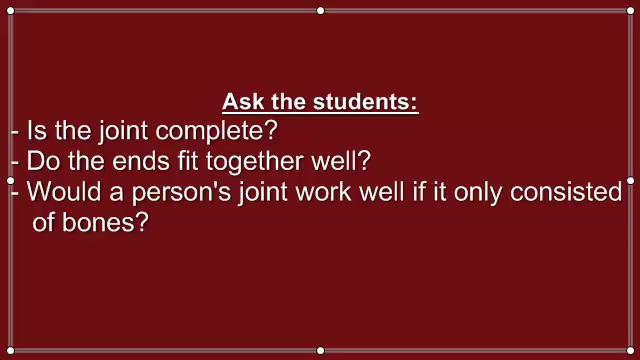 Ask the students:
- Is the joint complete?
- Do the ends fit together well?
- Would a person's joint work well if it only consisted
of bones?